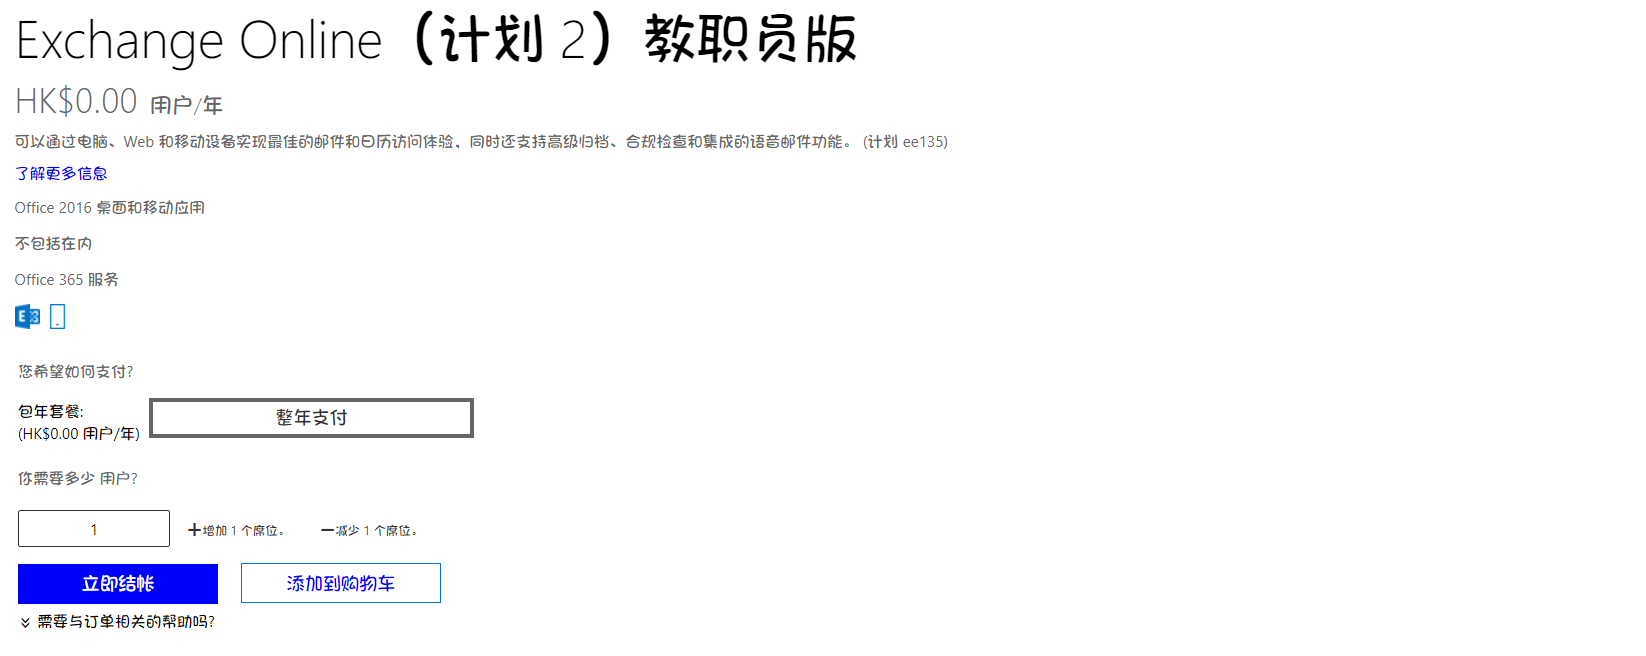 Exchange Online（计划 2）教职员版
HK$0.00 用户/年
可以通过电脑、Web 和移动设备实现最佳的邮件和日历访问体验，同时还支持高级归档、合规检查和集成的语音邮件功能。 (计划 ee135)
了解更多信息
Office 2016 桌面和移动应用
不包括在内
Office 365 服务
您希望如何支付?
包年套餐:
(HK$0.00 用户/年)
整年支付
你需要多少 用户?
1
增加 1 个席位。
减少 1 个席位。
立即结帐
添加到购物车
需要与订单相关的帮助吗?